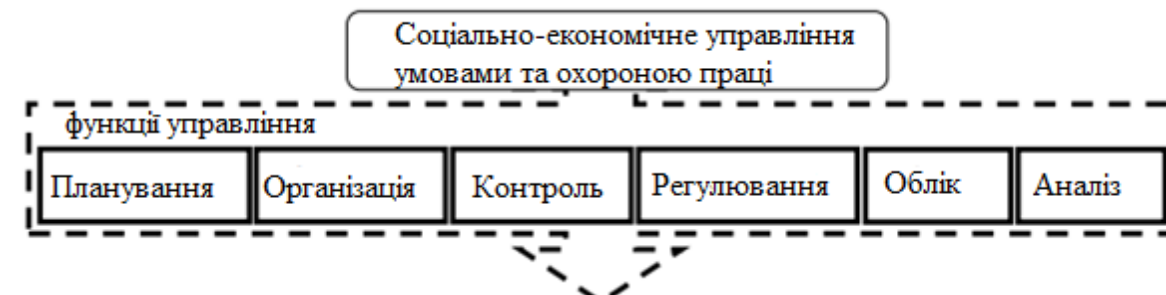 Соціально-економічне управління
умовами та охороною праці
функції управління
Планування Організація Контроль Регулювання Облік Аналіз